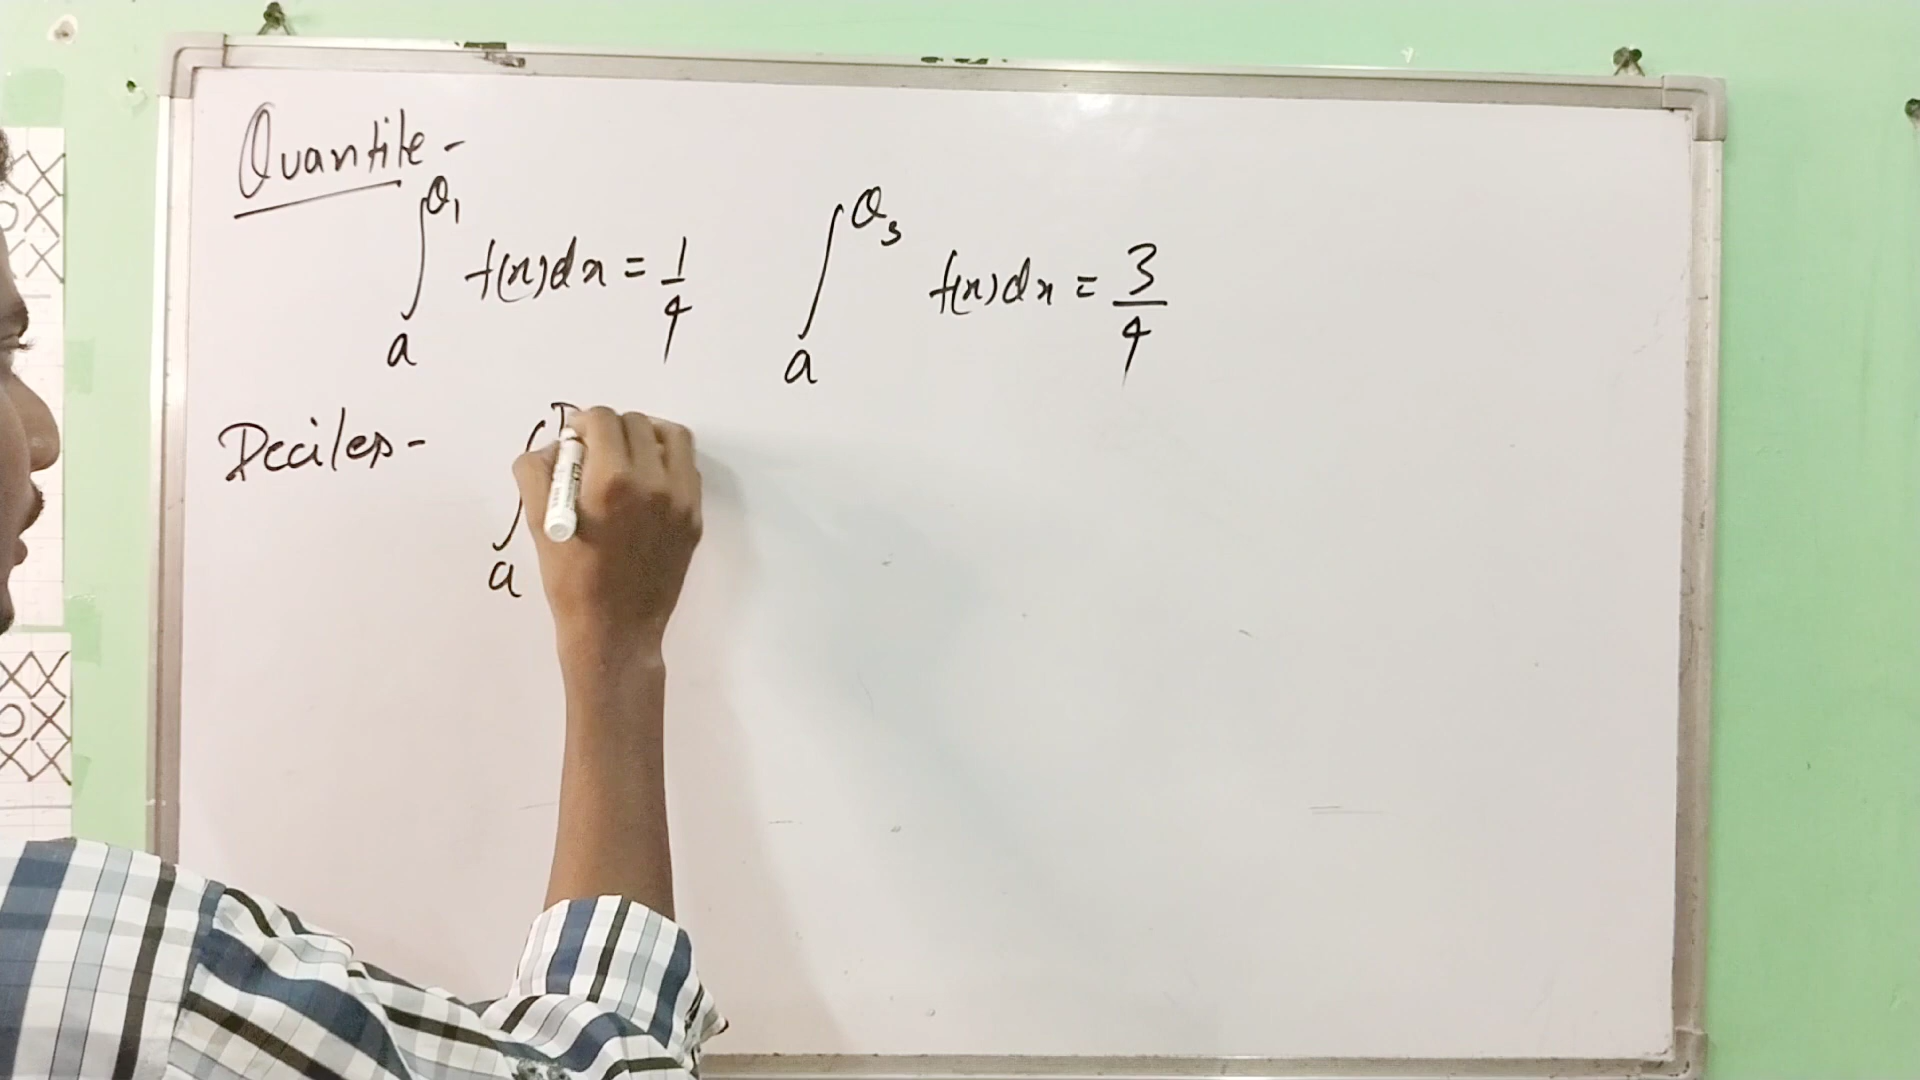 Quantile -
∫ₐ^Q₁ f(x)dx = 1/4    ∫ₐ^Q₃ f(x)dx = 3/4
Deciles - ∫ₐ^D